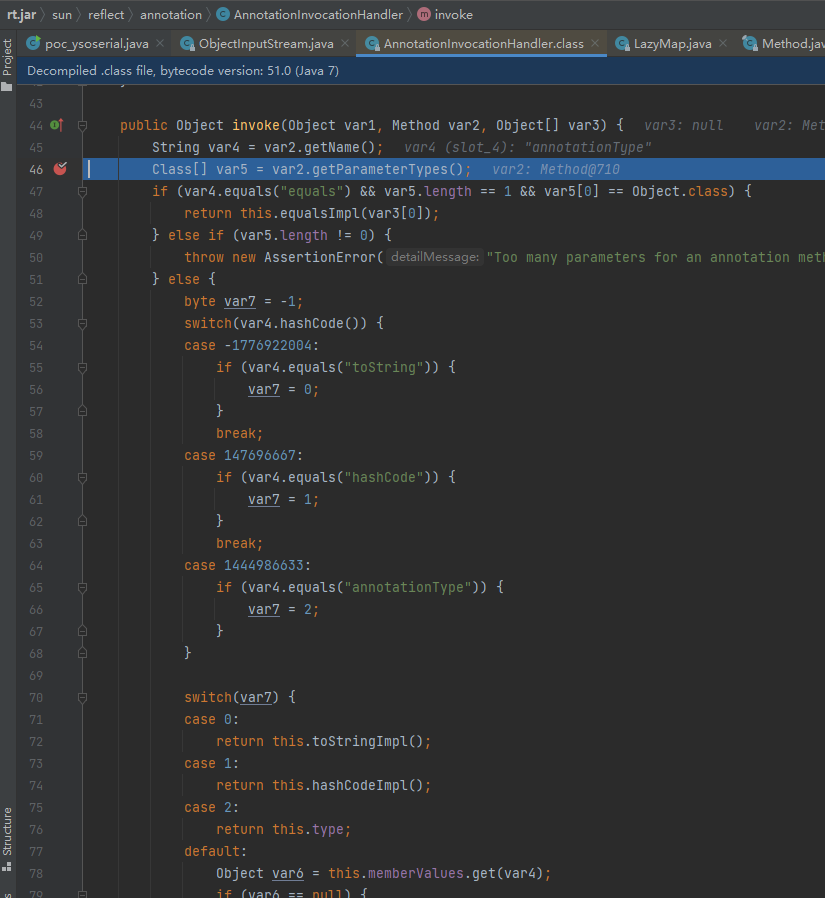 rt.jar 〉 sun 〉 reflect 〉 annotation 〉 C AnnotationInvocationHandler 〉 m invoke
Project
poc_ysoserial.java × ObjectInputStream.java × AnnotationInvocationHandler.class × LazyMap.java × Method.jav
Decompiled .class file, bytecode version: 51.0 (Java 7)
43
44 public Object invoke(Object var1, Method var2, Object[] var3) { var3: null var2: Met
45 String var4 = var2.getName(); var4 (slot_4): "annotationType"
46 Class[] var5 = var2.getParameterTypes(); var2: Method@710
47 if (var4.equals("equals") && var5.length == 1 && var5[0] == Object.class) {
48 return this.equalsImpl(var3[0]);
49 } else if (var5.length != 0) {
50 throw new AssertionError( detailMessage: "Too many parameters for an annotation meth
51 } else {
52 byte var7 = -1;
53 switch(var4.hashCode()) {
54 case -1776922004:
55 if (var4.equals("toString")) {
56 var7 = 0;
57 }
58 break;
59 case 147696667:
60 if (var4.equals("hashCode")) {
61 var7 = 1;
62 }
63 break;
64 case 1444986633:
65 if (var4.equals("annotationType")) {
66 var7 = 2;
67 }
68 }
69
70 switch(var7) {
71 case 0:
72 return this.toStringImpl();
73 case 1:
74 return this.hashCodeImpl();
75 case 2:
76 return this.type;
77 default:
78 Object var6 = this.memberValues.get(var4);
79 if (var6 == null) {
Structure